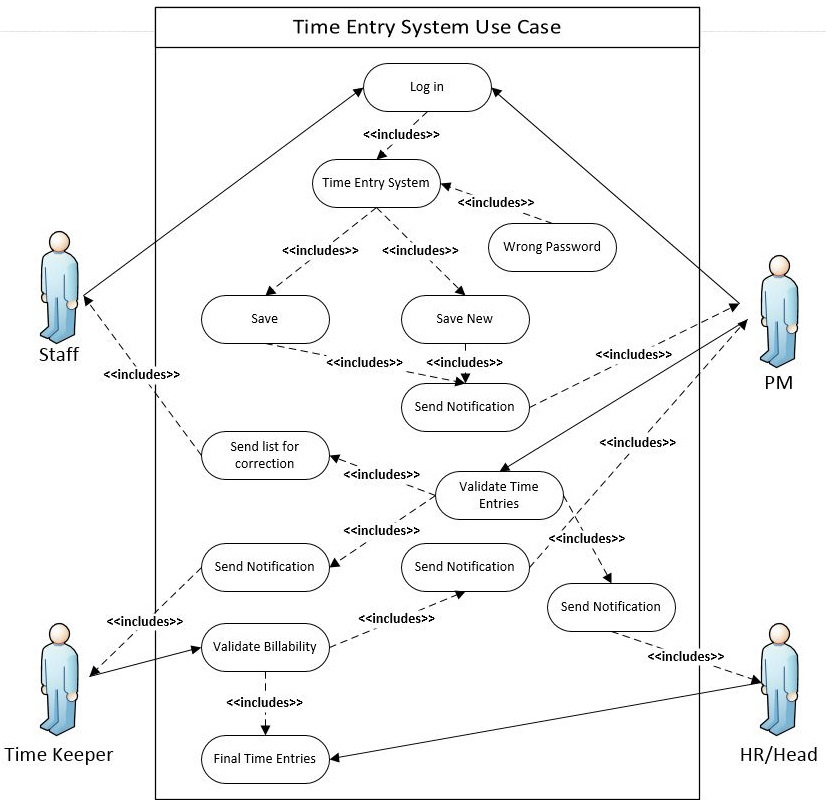 Time Entry System Use Case
Log in
<<includes>>
Time Entry System
<<includes>>
Wrong Password
<<includes>>
<<includes>>
Save
Save New
Staff
<<includes>>
<<includes>>
<<includes>>
PM
<<includes>>
Send Notification
<<includes>>
Send list for
correction
<<includes>>
Validate Time
Entries
<<includes>>
<<includes>>
Send Notification
Send Notification
Send Notification
<<includes>>
<<includes>>
Validate Billability
<<includes>>
<<includes>>
Time Keeper
Final Time Entries
HR/Head